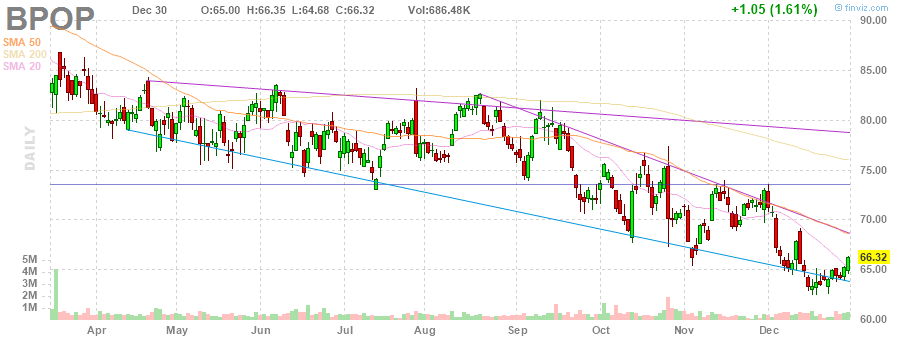 BPOP Dec 30 O:65.00 H:66.35 L:64.68 C:66.32 Vol:686.48K +1.05 (1.61%) finviz.com
90.00
SMA 50
SMA 200
SMA 20
85.00
80.00
DAILY
75.00
70.00
66.32
5M
4M
65.00
3M
2M
1M
60.00
Apr May Jun Jul Aug Sep Oct Nov Dec